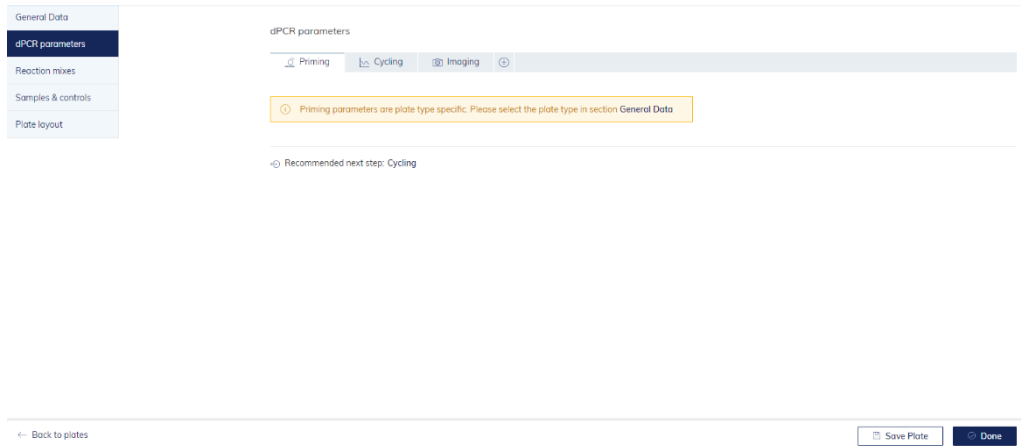 General Data
dPCR parameters
Reaction mixes
Samples & controls
Plate layout
dPCR parameters
Priming Cycling Imaging
Priming parameters are plate type specific. Please select the plate type in section General Data
Recommended next step: Cycling
← Back to plates
Save Plate Done